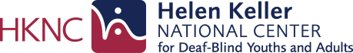 HKNC
Helen Keller
NATIONAL CENTER
for Deaf-Blind Youths and Adults